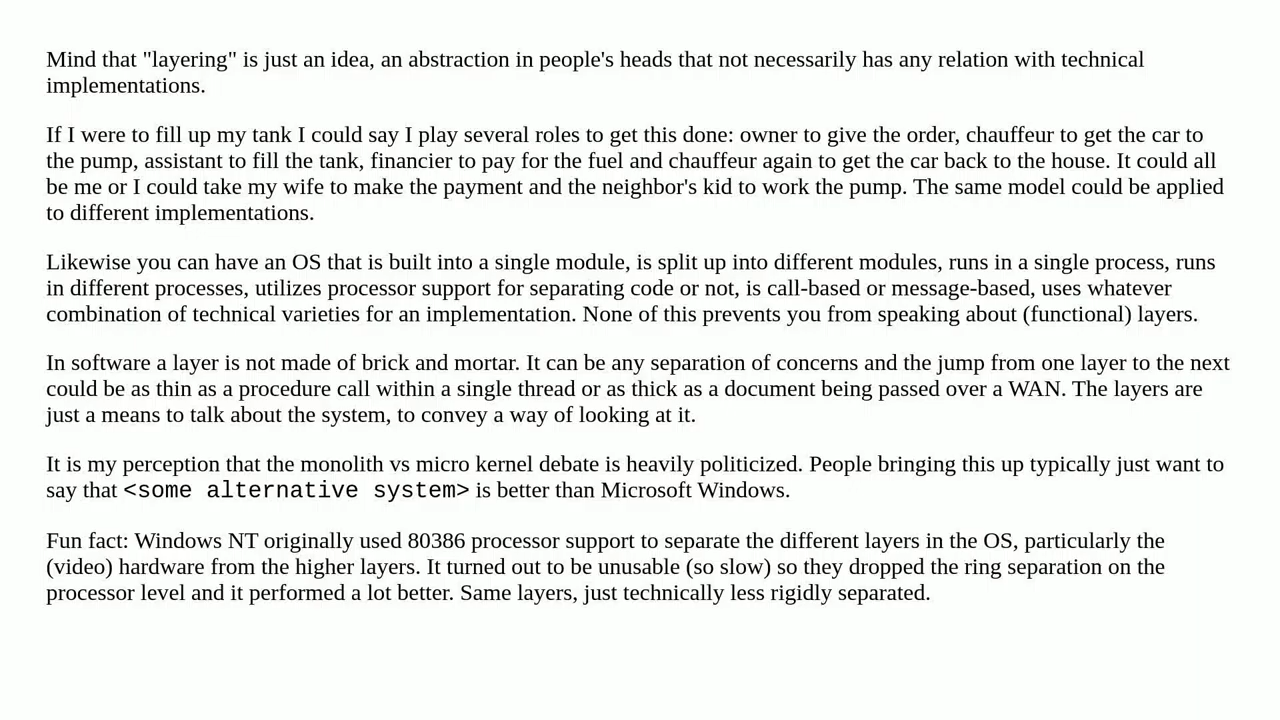 Mind that "layering" is just an idea, an abstraction in people's heads that not necessarily has any relation with technical
implementations.
If I were to fill up my tank I could say I play several roles to get this done: owner to give the order, chauffeur to get the car to
the pump, assistant to fill the tank, financier to pay for the fuel and chauffeur again to get the car back to the house. It could all
be me or I could take my wife to make the payment and the neighbor's kid to work the pump. The same model could be applied
to different implementations.
Likewise you can have an OS that is built into a single module, is split up into different modules, runs in a single process, runs
in different processes, utilizes processor support for separating code or not, is call-based or message-based, uses whatever
combination of technical varieties for an implementation. None of this prevents you from speaking about (functional) layers.
In software a layer is not made of brick and mortar. It can be any separation of concerns and the jump from one layer to the next
could be as thin as a procedure call within a single thread or as thick as a document being passed over a WAN. The layers are
just a means to talk about the system, to convey a way of looking at it.
It is my perception that the monolith vs micro kernel debate is heavily politicized. People bringing this up typically just want to
say that <some alternative system> is better than Microsoft Windows.
Fun fact: Windows NT originally used 80386 processor support to separate the different layers in the OS, particularly the
(video) hardware from the higher layers. It turned out to be unusable (so slow) so they dropped the ring separation on the
processor level and it performed a lot better. Same layers, just technically less rigidly separated.